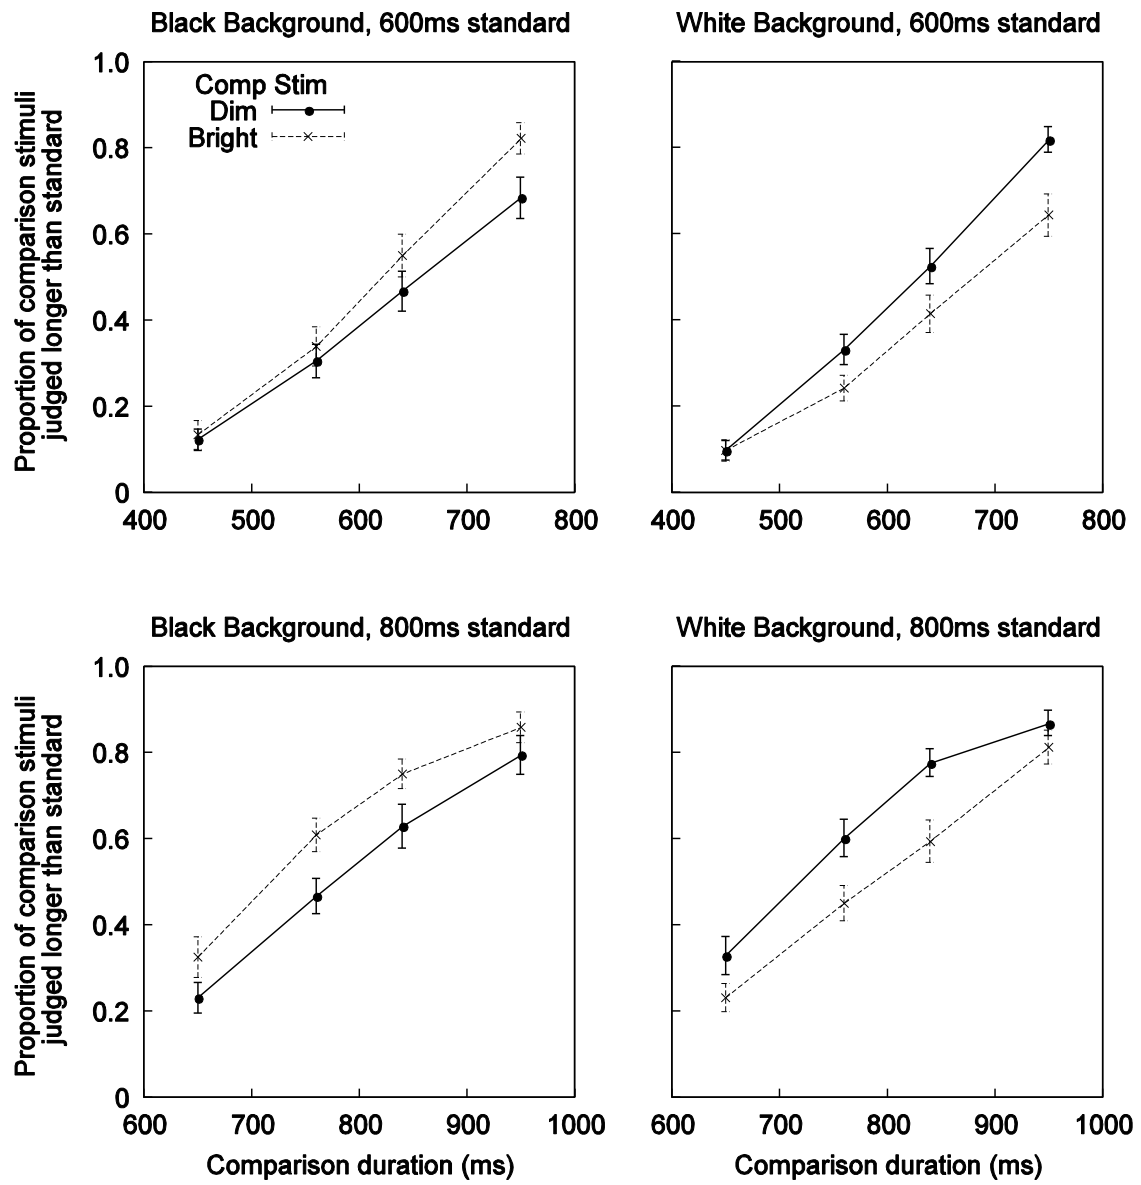 Black Background, 600ms standard
White Background, 600ms standard
Proportion of comparison stimuli
judged longer than standard
1.0
0.8
0.6
0.4
0.2
0
Comp Stim
Dim
Bright
400 500 600 700 800
400 500 600 700 800
Black Background, 800ms standard
White Background, 800ms standard
Proportion of comparison stimuli
judged longer than standard
1.0
0.8
0.6
0.4
0.2
0
600 700 800 900 1000
600 700 800 900 1000
Comparison duration (ms)
Comparison duration (ms)